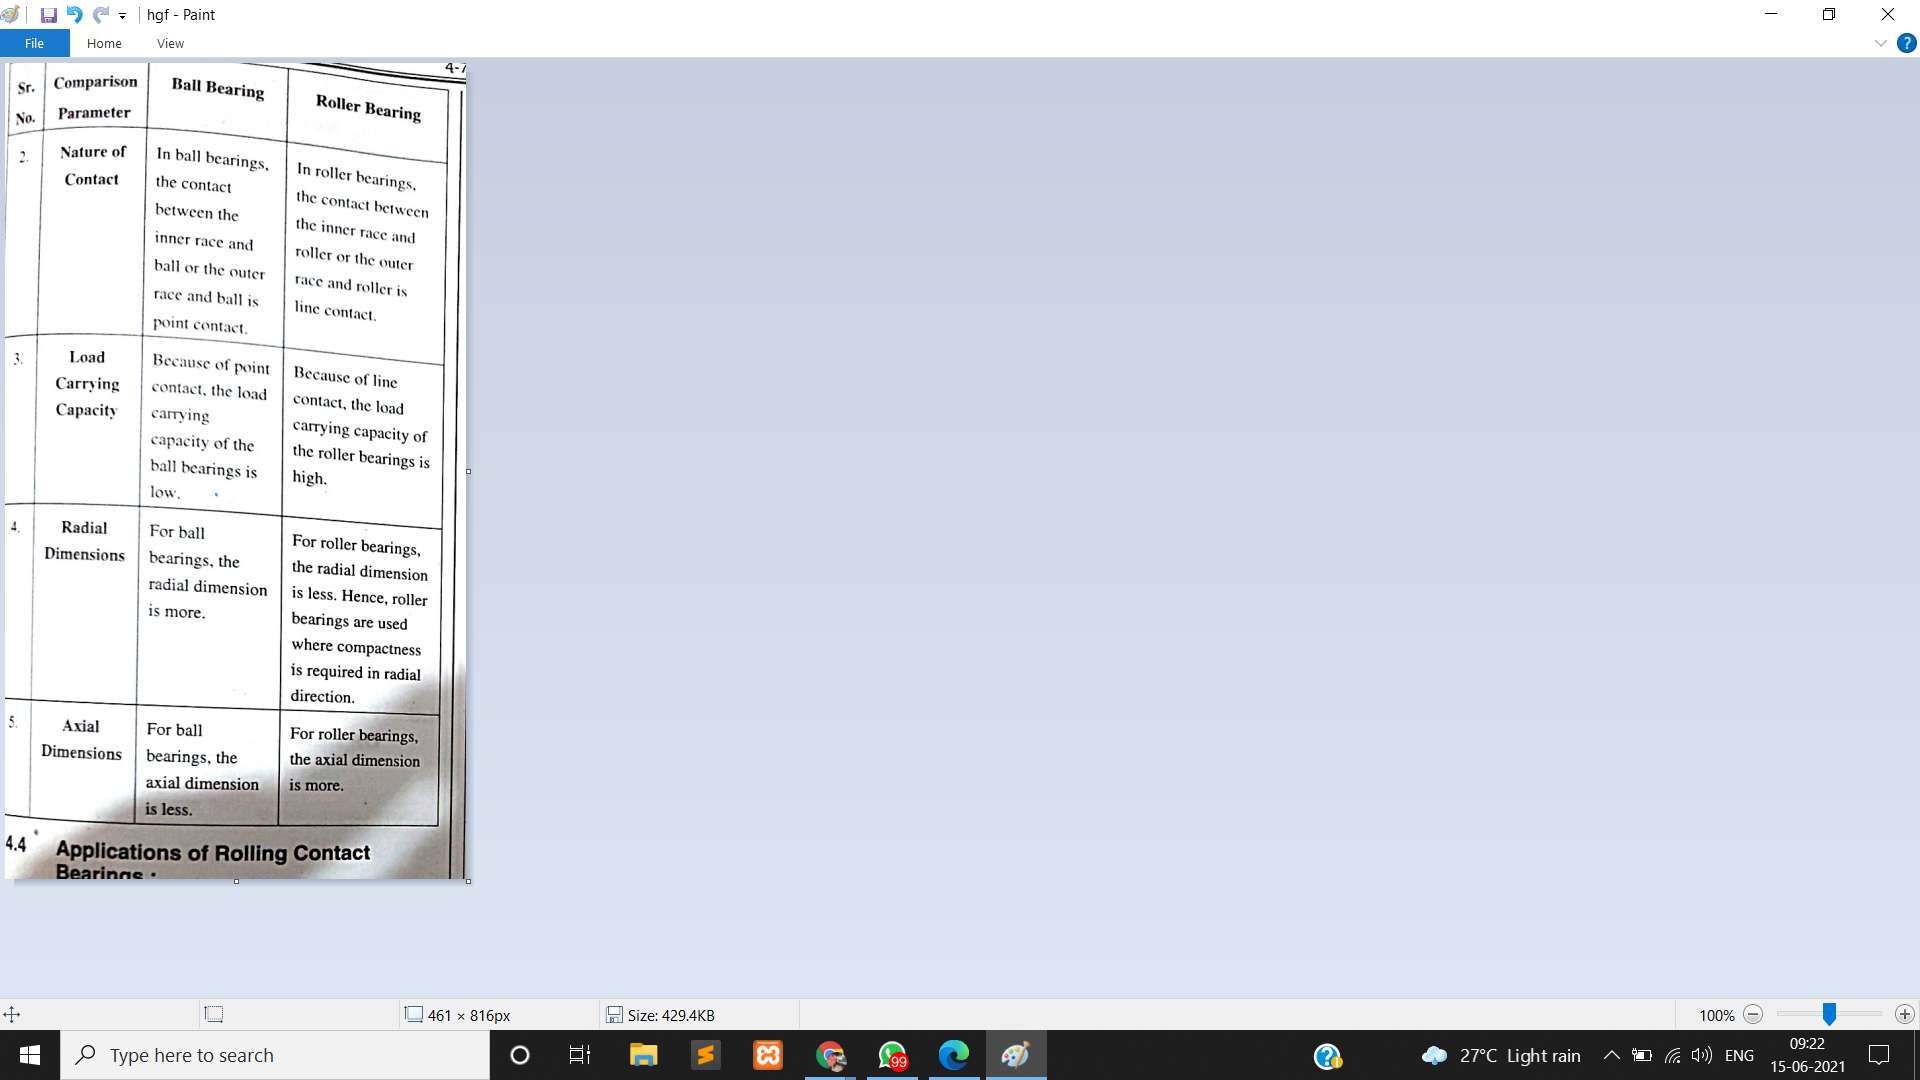 hgf - Paint
File
Home
View
?
4-7
Sr.
No.
Comparison
Parameter
Ball Bearing
Roller Bearing
2.
Nature of
Contact
In ball bearings,
the contact
between the
inner race and
ball or the outer
race and ball is
point contact.
In roller bearings,
the contact between
the inner race and
roller or the outer
race and roller is
line contact.
3.
Load
Carrying
Capacity
Because of point
contact, the load
carrying
capacity of the
ball bearings is
low.
Because of line
contact, the load
carrying capacity of
the roller bearings is
high.
4.
Radial
Dimensions
For ball
bearings, the
radial dimension
is more.
For roller bearings,
the radial dimension
is less. Hence, roller
bearings are used
where compactness
is required in radial
direction.
5.
Axial
Dimensions
For ball
bearings, the
axial dimension
is less.
For roller bearings,
the axial dimension
is more.
4.4 Applications of Rolling Contact
Bearings :
461 × 816px
Size: 429.4KB
100%
Type here to search
99
27°C Light rain
ENG
09:22
15-06-2021